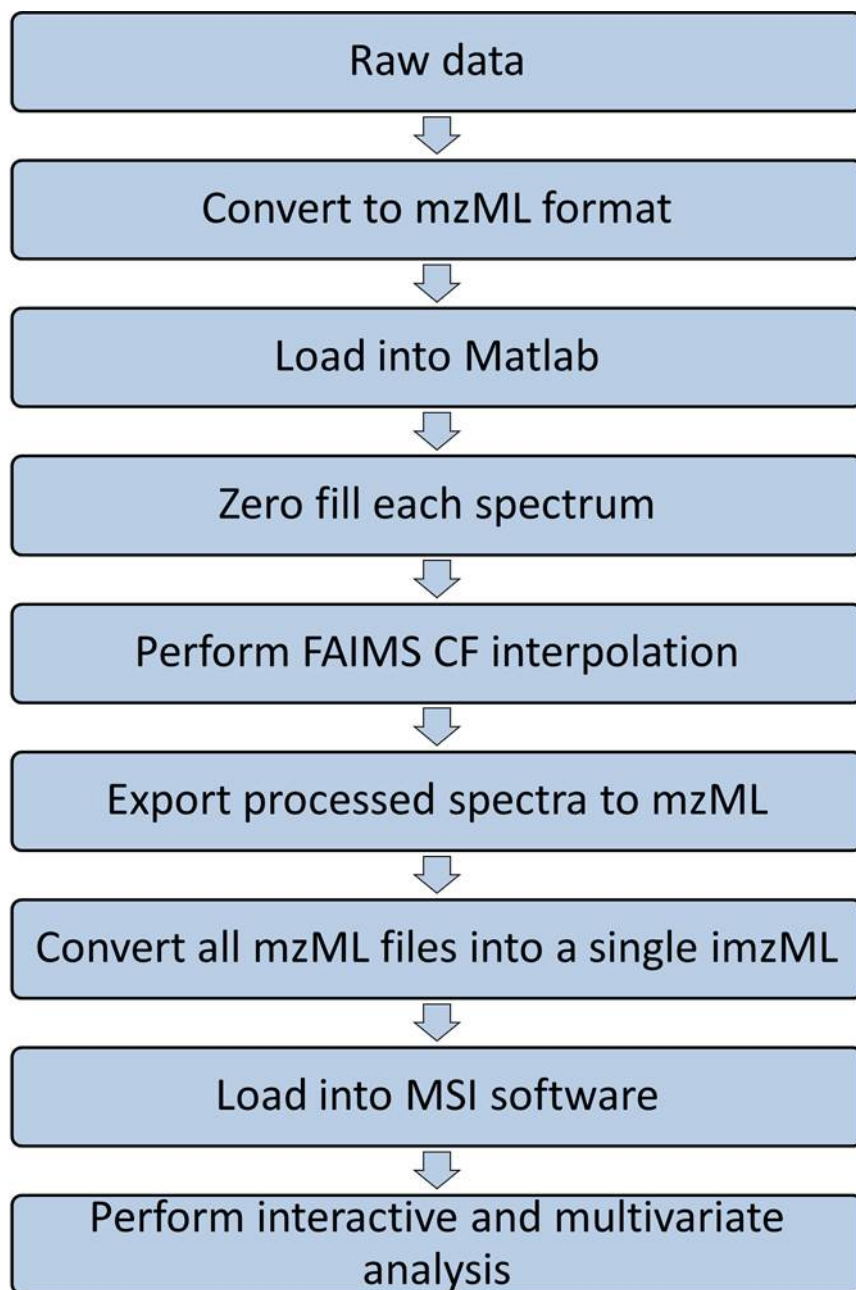 Raw data
Convert to mzML format
Load into Matlab
Zero fill each spectrum
Perform FAIMS CF interpolation
Export processed spectra to mzML
Convert all mzML files into a single imzML
Load into MSI software
Perform interactive and multivariate
analysis